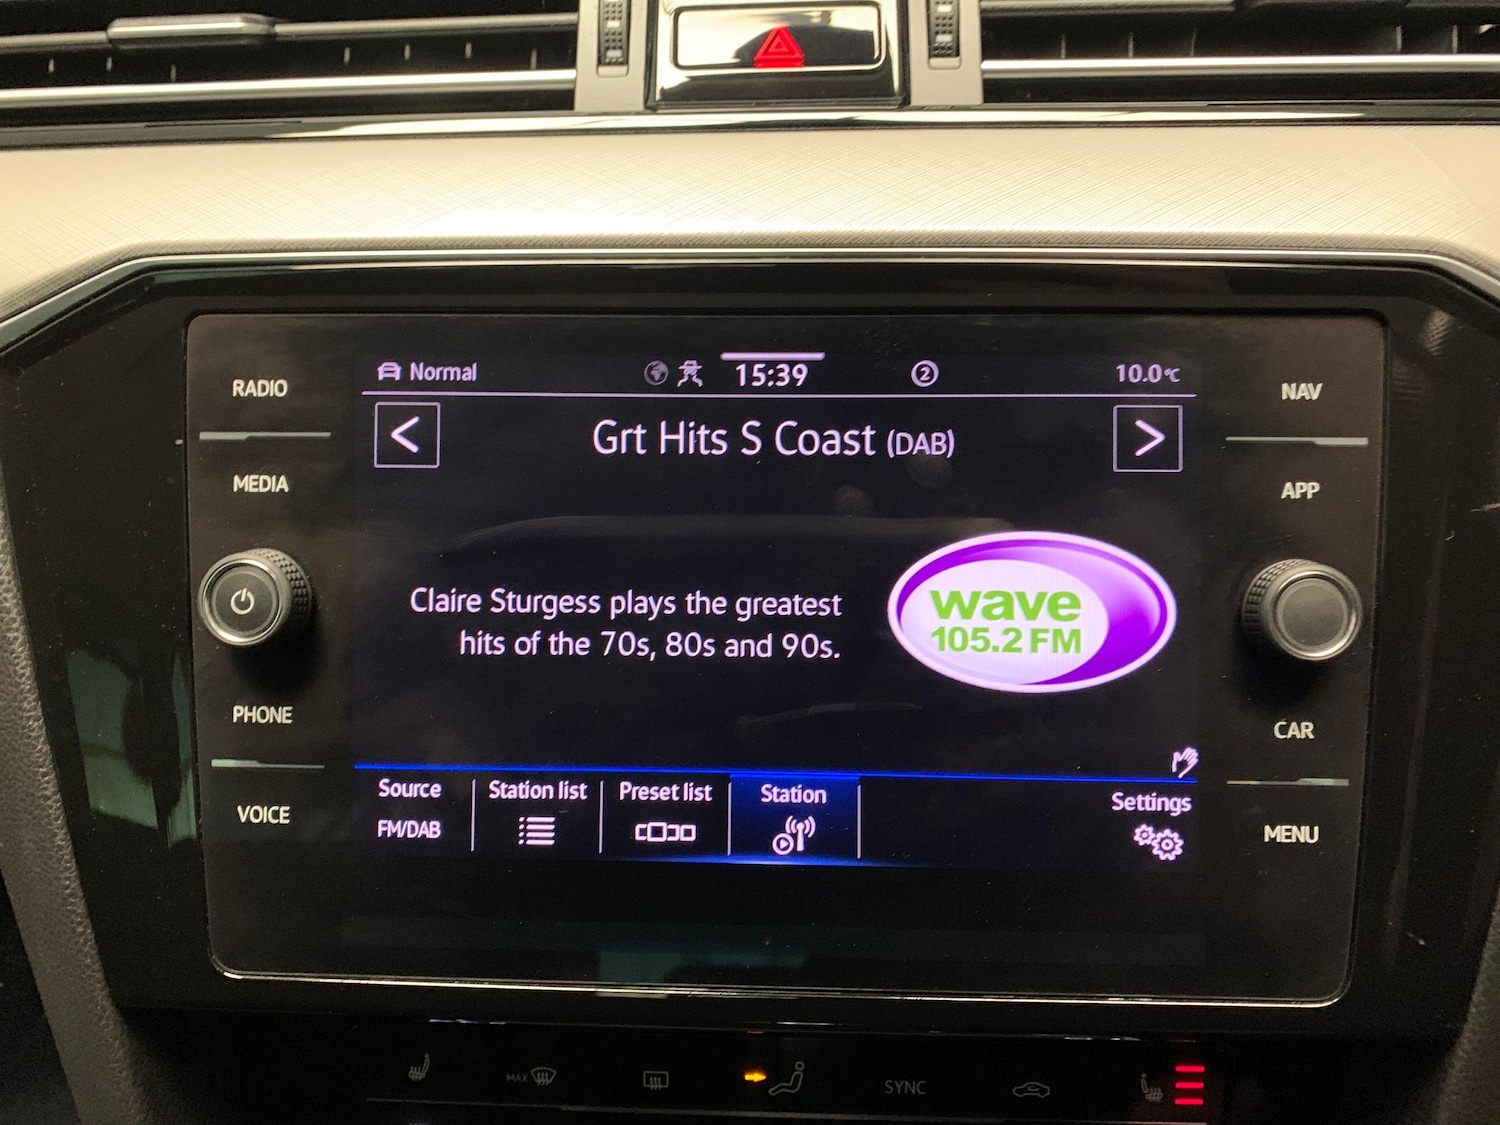 RADIO
MEDIA
PHONE
VOICE
Normal
15:39
2
10.0°C
Grt Hits S Coast (DAB)
Claire Sturgess plays the greatest
hits of the 70s, 80s and 90s.
wave
105.2 FM
Source
FM/DAB
Station list
Preset list
Station
Settings
NAV
APP
CAR
MENU
MAX
SYNC